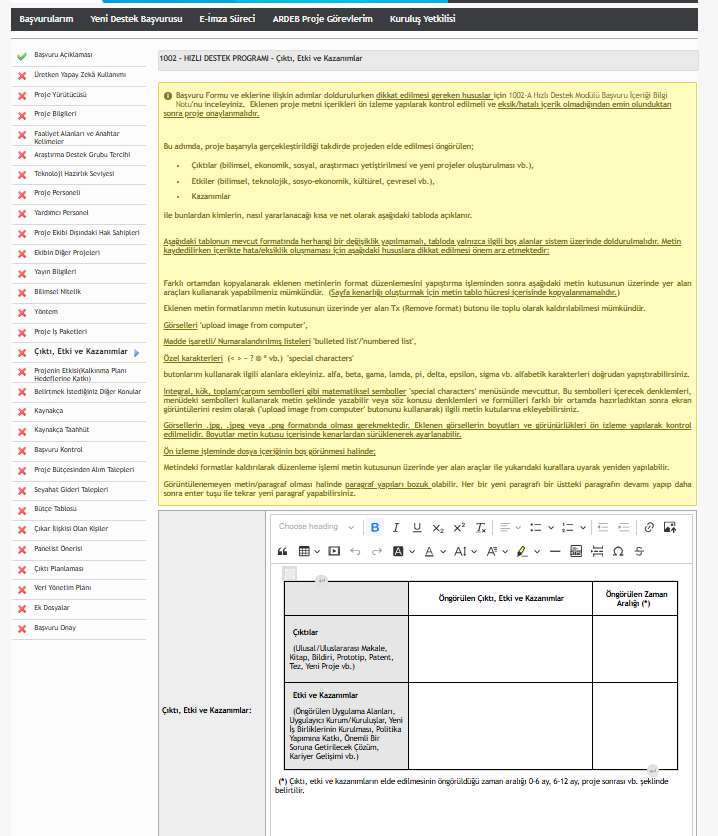 Başvurularım Yeni Destek Başvurusu E-İmza Süreci ARDEB Proje Görevlerim Kuruluş Yetkilisi
Başvuru Açıklaması
Üretken Yapay Zekâ Kullanımı
Proje Yürütücüsü
Proje Bilgileri
Faaliyet Alanları ve Anahtar
Kelimeler
Araştırma Destek Grubu Tercihi
Teknoloji Hazırlık Seviyesi
Proje Personeli
Yardımcı Personel
Proje Ekibi Dışındaki Hak Sahipleri
Ekibin Diğer Projeleri
Yayın Bilgileri
Bilimsel Nitelik
Yöntem
Proje İş Paketleri
Çıktı, Etki ve Kazanımlar
Projenin Etkisi(Kalkınma Planı
Hedeflerine Katkı)
Belirtmek İstediğiniz Diğer Konular
Kaynakça
Kaynakça Taahhüt
Başvuru Kontrol
Proje Bütçesinden Alım Talepleri
Seyahat Gideri Talepleri
Bütçe Tablosu
Çıkar İlişkisi Olan Kişiler
Panelist Önerisi
Çıktı Planlaması
Veri Yönetim Planı
Ek Dosyalar
Başvuru Onay
1002 - HIZLI DESTEK PROGRAMI - Çıktı, Etki ve Kazanımlar
Başvuru Formu ve eklerine ilişkin adımlar doldurulurken dikkat edilmesi gereken hususlar için 1002-A Hızlı Destek Modülü Başvuru İçeriği Bilgi
Notu'nu inceleyiniz. Eklenen proje metni içerikleri ön izleme yapılarak kontrol edilmeli ve eksik/hatalı içerik olmadığından emin olunduktan
sonra proje onaylanmalıdır.
Bu adımda, proje başarıyla gerçekleştirildiği takdirde projeden elde edilmesi öngörülen;
• Çıktılar (bilimsel, ekonomik, sosyal, araştırmacı yetiştirilmesi ve yeni projeler oluşturulması vb.),
• Etkiler (bilimsel, teknolojik, sosyo-ekonomik, kültürel, çevresel vb.),
• Kazanımlar
ile bunlardan kimlerin, nasıl yararlanacağı kısa ve net olarak aşağıdaki tabloda açıklanır.
Aşağıdaki tablonun mevcut formatında herhangi bir değişiklik yapılmamalı, tabloda yalnızca ilgili boş alanlar sistem üzerinde doldurulmalıdır. Metin
kaydedilirken içerikte hata/eksiklik oluşmaması için aşağıdaki hususlara dikkat edilmesi önem arz etmektedir:
Farklı ortamdan kopyalanarak eklenen metinlerin format düzenlemesini yapıştırma işleminden sonra aşağıdaki metin kutusunun üzerinde yer alan
araçları kullanarak yapabilmeniz mümkündür. (Sayfa kenarlığı oluşturmak için metin tablo hücresi içerisinde kopyalanmamalıdır.)
Eklenen metin formatlarının metin kutusunun üzerinde yer alan Tx (Remove format) butonu ile toplu olarak kaldırılabilmesi mümkündür.
Görselleri 'upload image from computer',
Madde işaretli/ Numaralandırılmış listeleri 'bulleted list'/'numbered list',
Özel karakterleri (< > ~ ? ® º vb.) 'special characters'
butonlarını kullanarak ilgili alanlara ekleyiniz. alfa, beta, gama, lamda, pi, delta, epsilon, sigma vb. alfabetik karakterleri doğrudan yapıştırabilirsiniz.
İntegral, kök, toplam/çarpım sembolleri gibi matematiksel semboller 'special characters' menüsünde mevcuttur. Bu sembolleri içerecek denklemleri,
menüdeki sembolleri kullanarak metin şeklinde yazabilir veya söz konusu denklemleri ve formülleri farklı bir ortamda hazırladıktan sonra ekran
görüntülerini resim olarak ('upload image from computer' butonunu kullanarak) ilgili metin kutularına ekleyebilirsiniz.
Görsellerin .jpg, .jpeg veya .png formatında olması gerekmektedir. Eklenen görsellerin boyutları ve görünürlükleri ön izleme yapılarak kontrol
edilmelidir. Boyutlar metin kutusu içerisinde kenarlardan sürüklenerek ayarlanabilir.
Ön izleme işleminde dosya içeriğinin boş görünmesi halinde;
Metindeki formatlar kaldırılarak düzenleme işlemi metin kutusunun üzerinde yer alan araçlar ile yukarıdaki kurallara uyarak yeniden yapılabilir.
Görüntülenemeyen metin/paragraf olması halinde paragraf yapıları bozuk olabilir. Her bir yeni paragrafı bir üstteki paragrafın devamı yapıp daha
sonra enter tuşu ile tekrar yeni paragraf yapabilirsiniz.
Choose heading
Çıktı, Etki ve Kazanımlar:
Öngörülen Çıktı, Etki ve Kazanımlar
Öngörülen Zaman
Aralığı (*)
Çıktılar
(Ulusal/Uluslararası Makale,
Kitap, Bildiri, Prototip, Patent,
Tez, Yeni Proje vb.)
Etki ve Kazanımlar
(Öngörülen Uygulama Alanları,
Uygulayıcı Kurum/Kuruluşlar, Yeni
İş Birliklerinin Kurulması, Politika
Yapımına Katkı, Önemli Bir
Soruna Getirilecek Çözüm,
Kariyer Gelişimi vb.)
(*) Çıktı, etki ve kazanımların elde edilmesinin öngörüldüğü zaman aralığı 0-6 ay, 6-12 ay, proje sonrası vb. şeklinde
belirtilir.